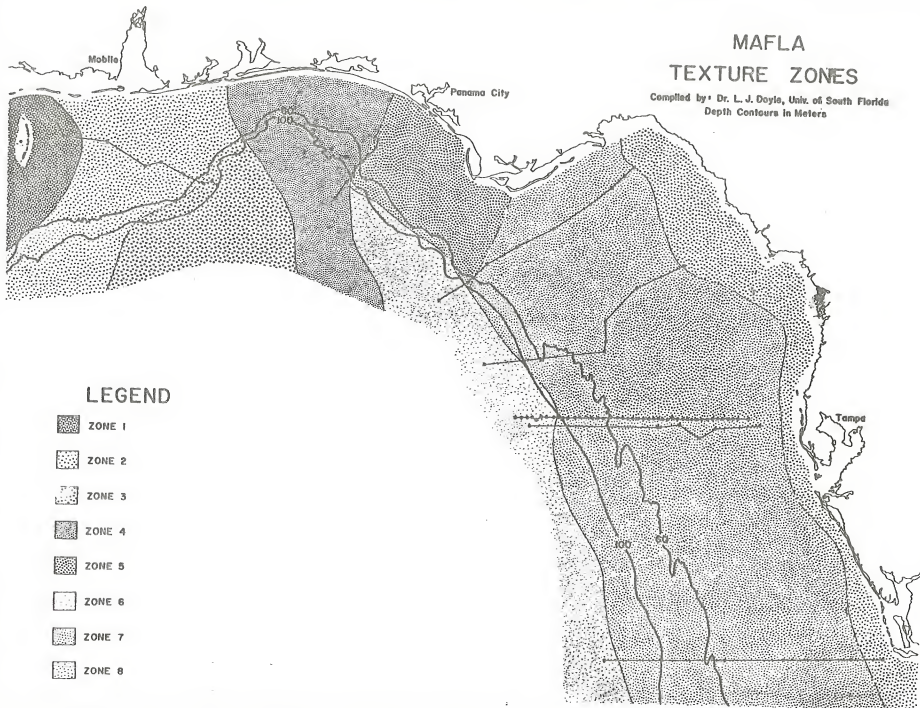 MAFLA
TEXTURE ZONES
Compiled by: Dr. L. J. Doyle, Univ. of South Florida
Depth Contours in Meters
Mobile
Panama City
60
100
Tampa
100
60
LEGEND
ZONE 1
ZONE 2
ZONE 3
ZONE 4
ZONE 5
ZONE 6
ZONE 7
ZONE 8